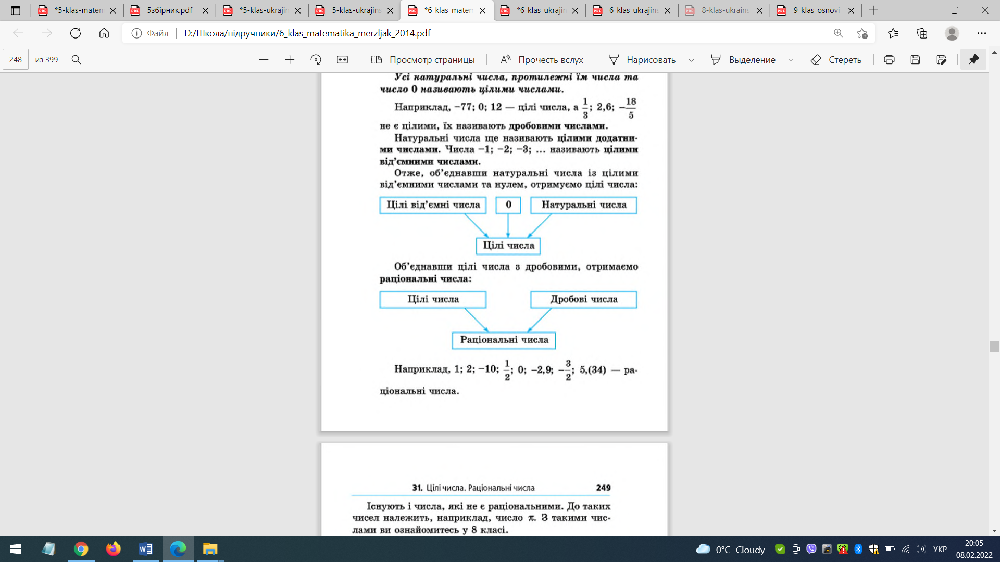 *5-klas-matem
5збірник.pdf
*5-klas-ukrajin
5-klas-ukrajins
*6_klas_matem
*6_klas_ukrajin
6_klas_ukrajins
8-klas-ukrains
9_klas_osnovi_
Файл | D:/Школа/підручники/6_klas_matematika_merzljak_2014.pdf
248 из 399 Просмотр страницы Прочесть вслух Нарисовать Выделение Стереть
Усі натуральні числа, протилежні їм числа та
число 0 називають цілими числами.
Наприклад, −77; 0; 12 — цілі числа, а 1/3; 2,6; −18/5
не є цілими, їх називають дробовими числами.
Натуральні числа ще називають цілими додатни-
ми числами. Числа −1; −2; −3; ... називають цілими
від’ємними числами.
Отже, об’єднавши натуральні числа із цілими
від’ємними числами та нулем, отримуємо цілі числа:
Цілі від’ємні числа 0 Натуральні числа
Цілі числа
Об’єднавши цілі числа з дробовими, отримаємо
раціональні числа:
Цілі числа Дробові числа
Раціональні числа
Наприклад, 1; 2; −10; 1/2; 0; −2,9; −3/2; 5,(34) — ра-
ціональні числа.
31. Цілі числа. Раціональні числа 249
Існують і числа, які не є раціональними. До таких
чисел належить, наприклад, число π. З такими чис-
лами ви ознайомитесь у 8 класі.
0°C Cloudy УКР 20:05
08.02.2022